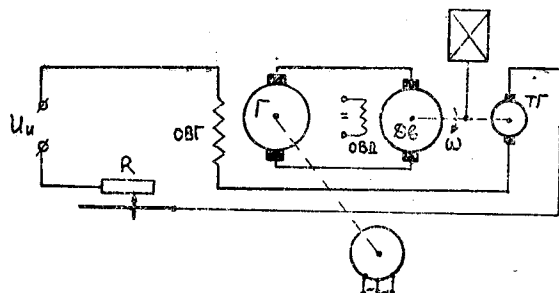 Uи
R
ОВГ
Г
=
ОВД
Дв
ω
ТГ